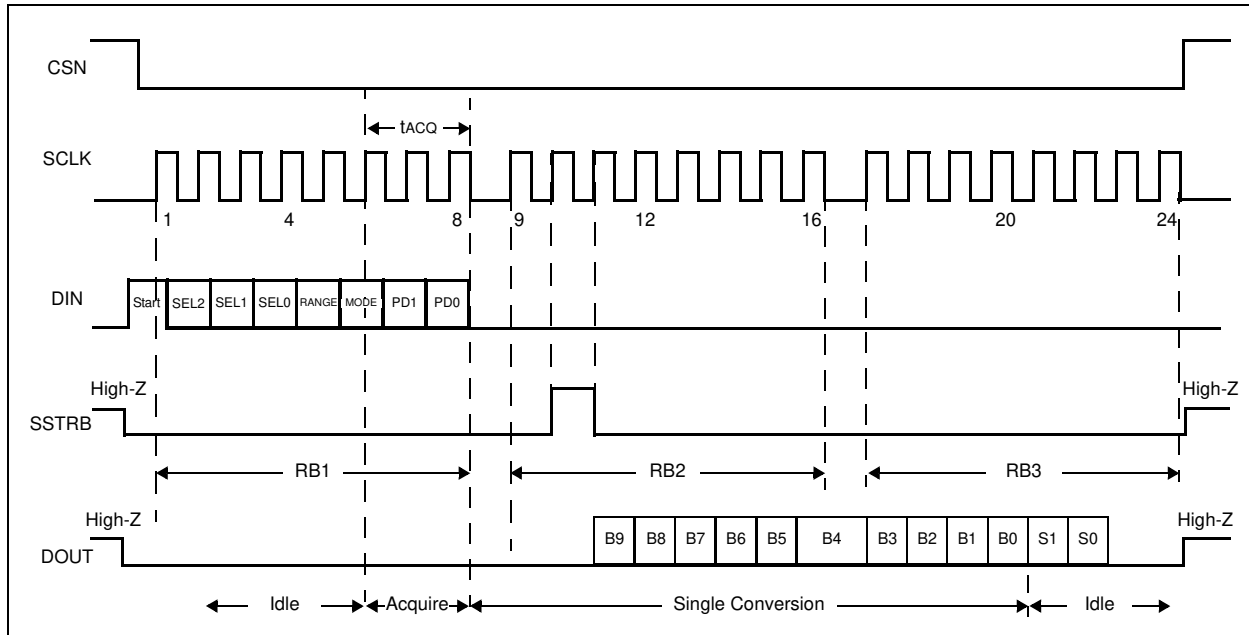 CSN
tACQ
SCLK
1 4 8 9 12 16 20 24
DIN Start SEL2 SEL1 SEL0 RANGE MODE PD1 PD0
High-Z High-Z
SSTRB
RB1 RB2 RB3
High-Z High-Z
DOUT B9 B8 B7 B6 B5 B4 B3 B2 B1 B0 S1 S0
Idle Acquire Single Conversion Idle